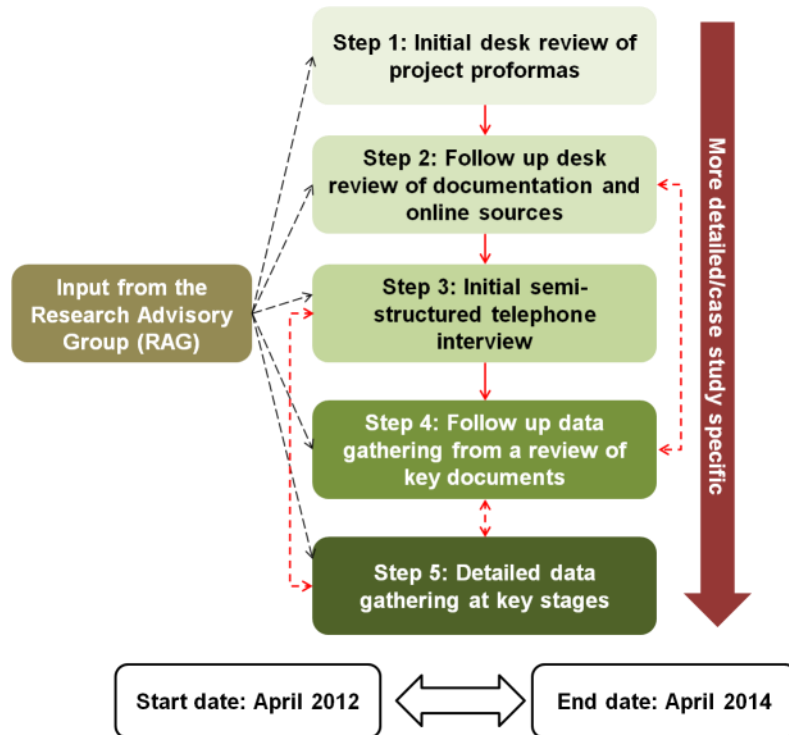 Step 1: Initial desk review of
project proformas
Step 2: Follow up desk
review of documentation and
online sources
Input from the
Research Advisory
Group (RAG)
Step 3: Initial semi-
structured telephone
interview
Step 4: Follow up data
gathering from a review of
key documents
Step 5: Detailed data
gathering at key stages
More detailed/case study specific
Start date: April 2012
End date: April 2014